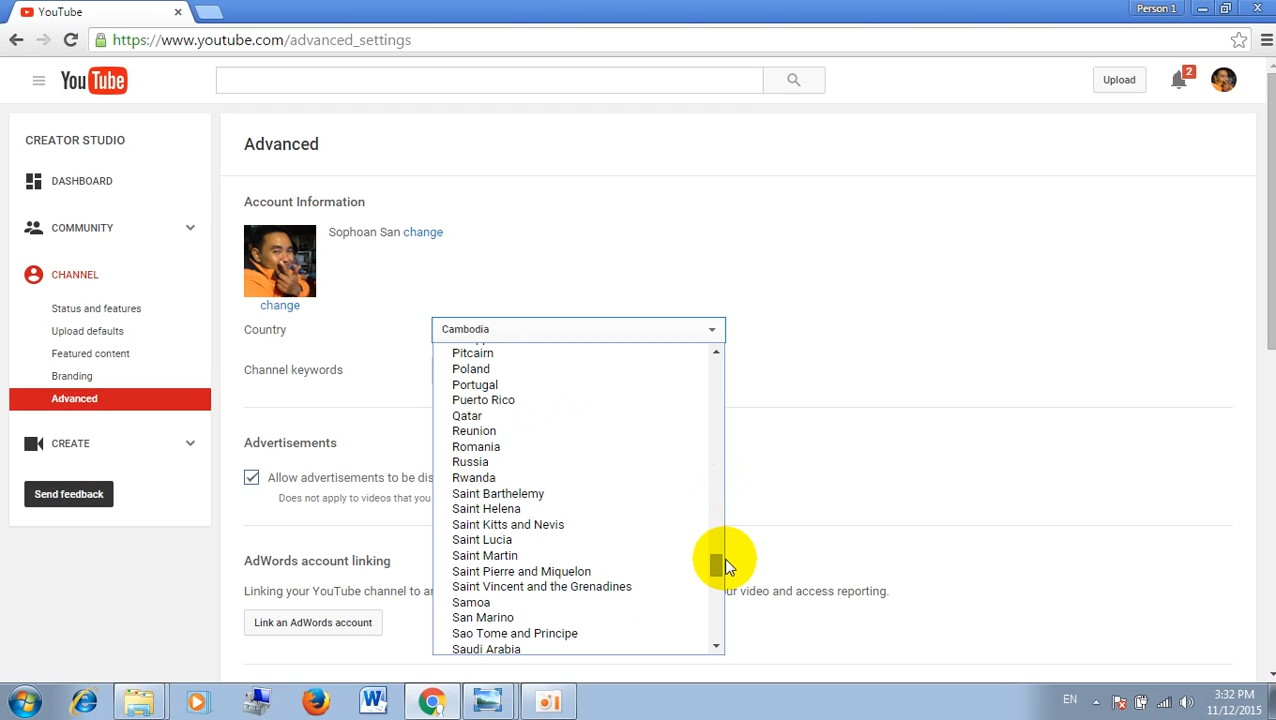 YouTube
Person 1
https://www.youtube.com/advanced_settings
YouTube
Upload
2
CREATOR STUDIO
DASHBOARD
COMMUNITY
CHANNEL
Status and features
Upload defaults
Featured content
Branding
Advanced
CREATE
Send feedback
Advanced
Account Information
Sophoan San change
change
Country
Cambodia
Channel keywords
Pitcairn
Poland
Portugal
Puerto Rico
Qatar
Reunion
Romania
Russia
Rwanda
Saint Barthelemy
Saint Helena
Saint Kitts and Nevis
Saint Lucia
Saint Martin
Saint Pierre and Miquelon
Saint Vincent and the Grenadines
Samoa
San Marino
Sao Tome and Principe
Saudi Arabia
Advertisements
Allow advertisements to be dis
Does not apply to videos that you
AdWords account linking
Linking your YouTube channel to ur video and access reporting.
Link an AdWords account
EN
3:32 PM
11/12/2015